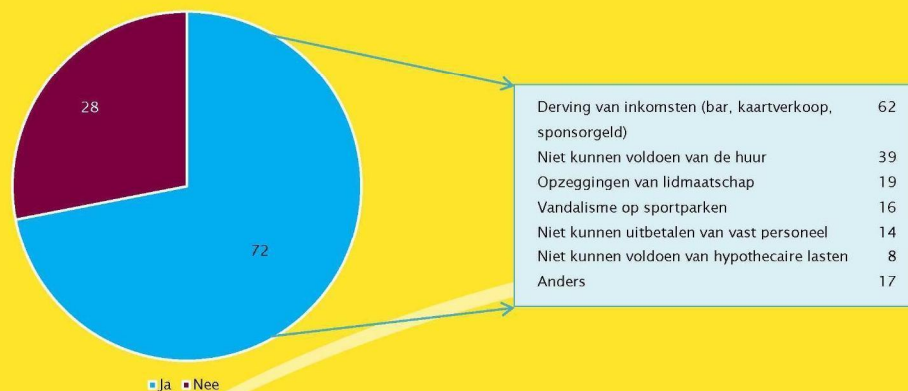 28
72
Derving van inkomsten (bar, kaartverkoop, 62
sponsorgeld)
Niet kunnen voldoen van de huur 39
Opzeggingen van lidmaatschap 19
Vandalisme op sportparken 16
Niet kunnen uitbetalen van vast personeel 14
Niet kunnen voldoen van hypothecaire lasten 8
Anders 17
Ja Nee